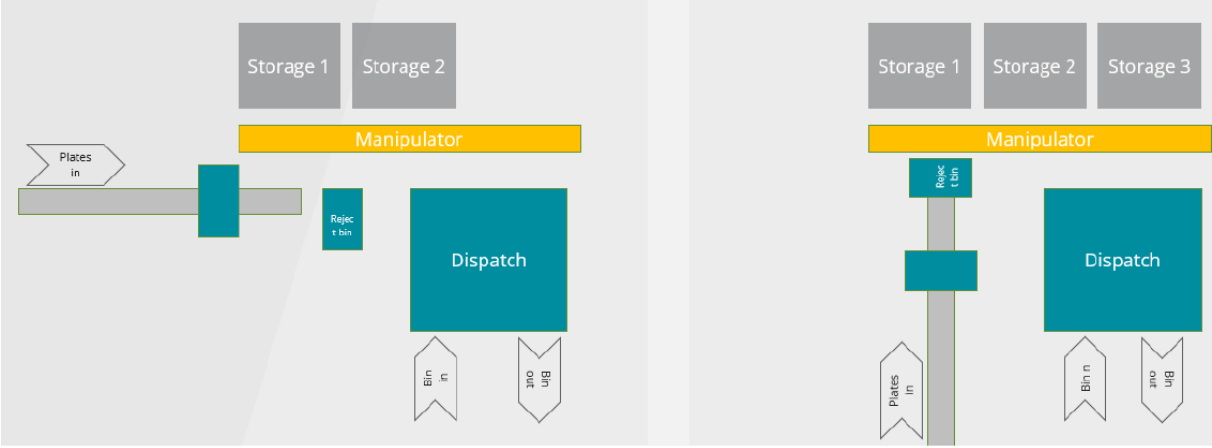 Storage 1
Storage 2
Manipulator
Plates
in
Rejec
t bin
Dispatch
Bin
in
Bin
out
Storage 1
Storage 2
Storage 3
Manipulator
Rejec
t bin
Dispatch
Plates
in
Bin n
Bin
out